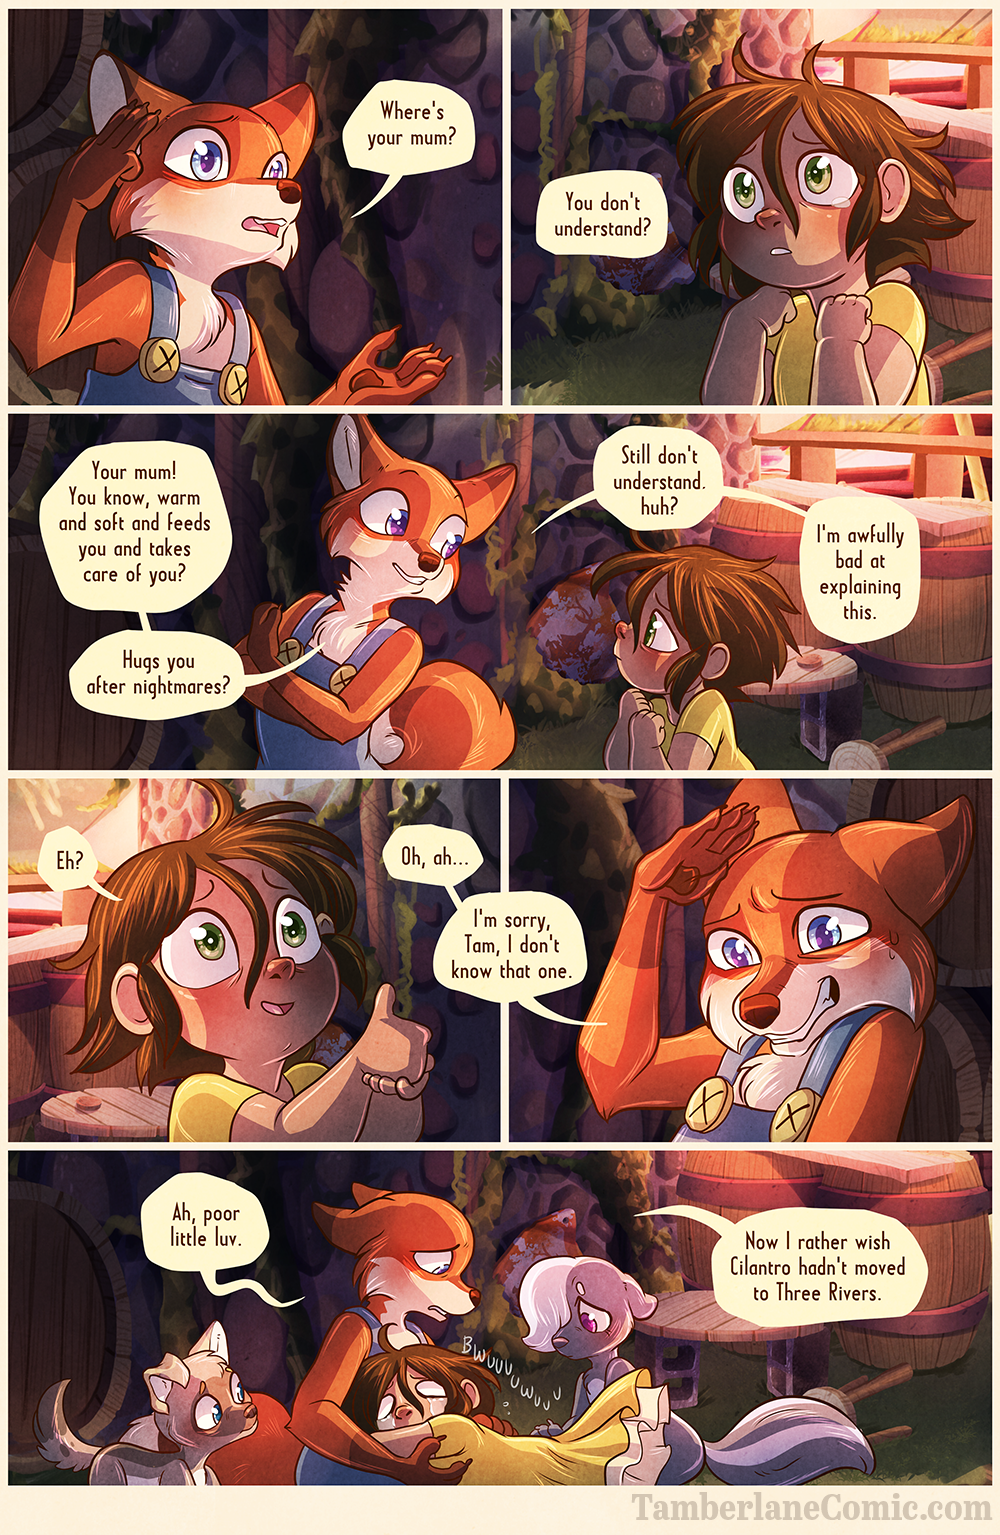 Where's
your mum?
You don't
understand?
Your mum!
You know, warm
and soft and feeds
you and takes
care of you?
Hugs you
after nightmares?
Still don't
understand.
huh?
I'm awfully
bad at
explaining
this.
Eh?
Oh, ah...
I'm sorry,
Tam, I don't
know that one.
Ah, poor
little luv.
BWUUUUWUU
Now I rather wish
Cilantro hadn't moved
to Three Rivers.
TamberlaneComic.com